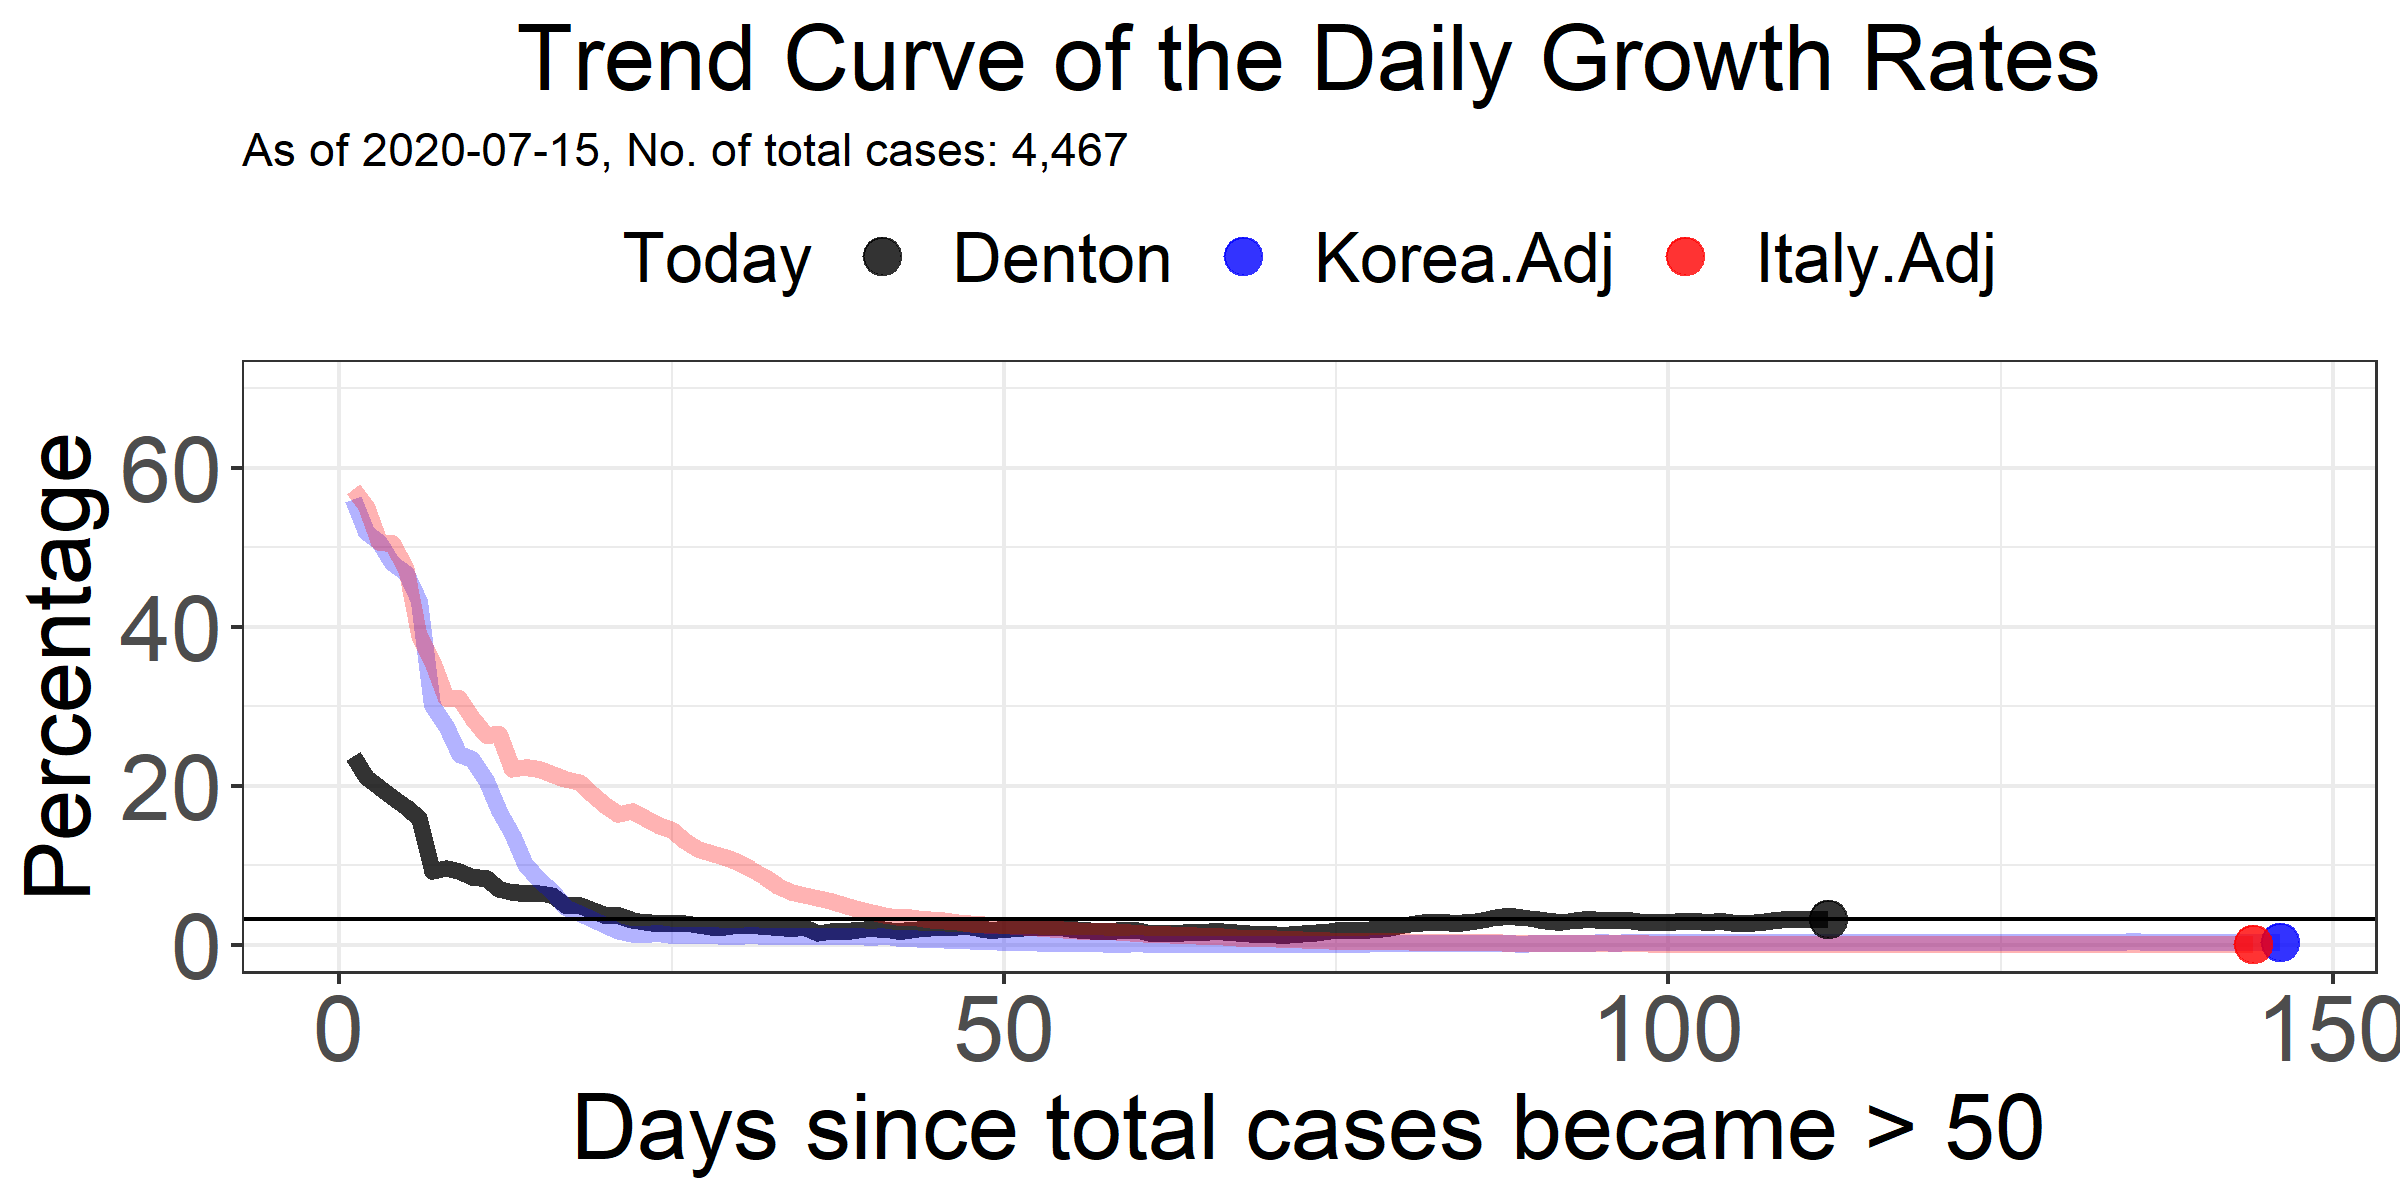 Trend Curve of the Daily Growth Rates
As of 2020-07-15, No. of total cases: 4,467
Today Denton Korea.Adj Italy.Adj
Percentage
60
40
20
0
0 50 100 150
Days since total cases became > 50